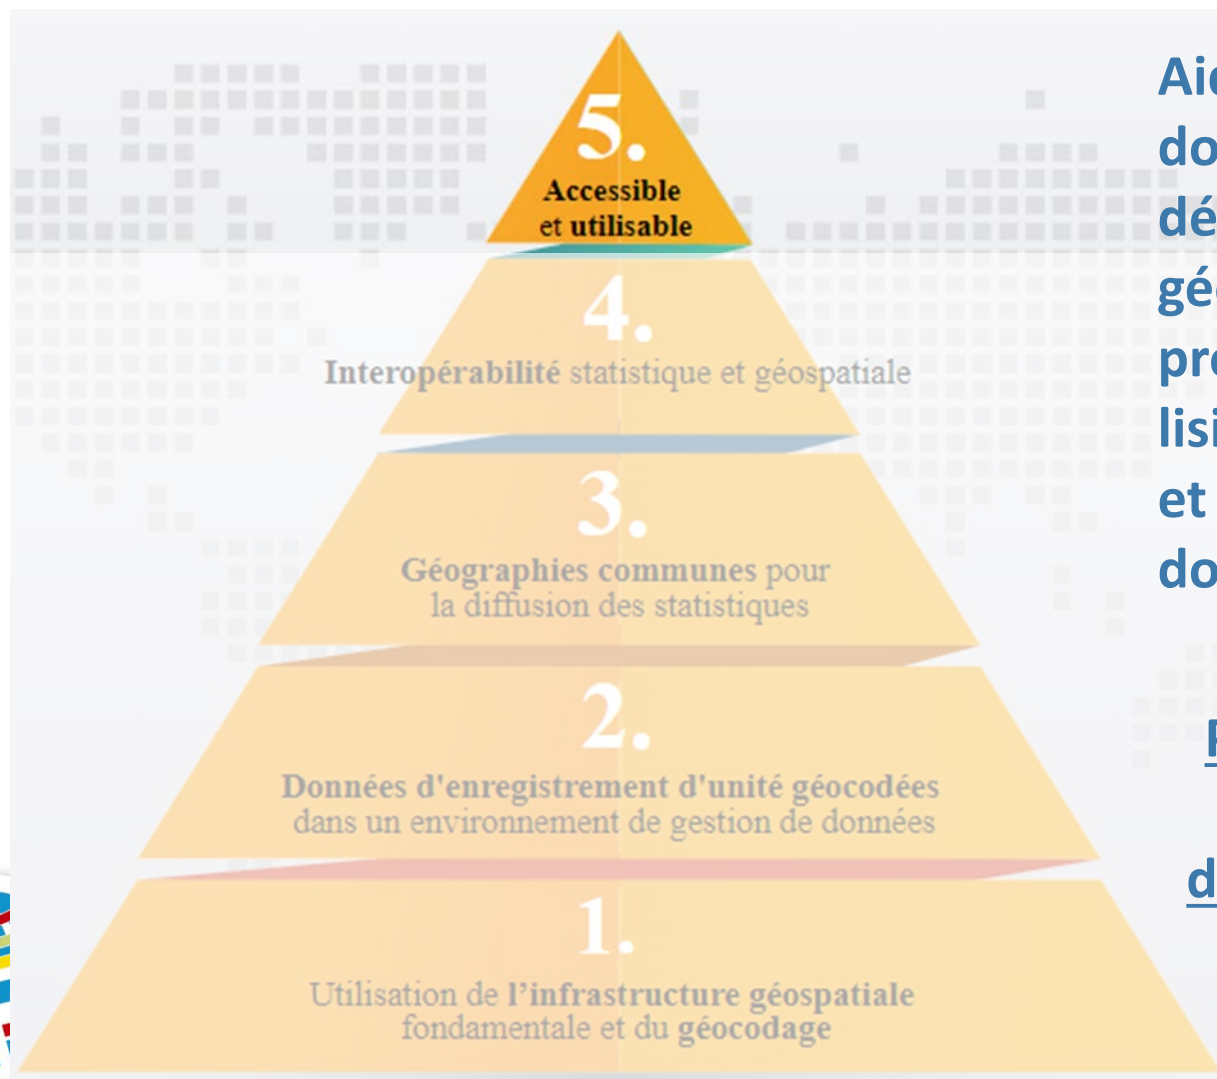 5.
Accessible
et utilisable
4.
Interopérabilité statistique et géospatiale
3.
Géographies communes pour
la diffusion des statistiques
2.
Données d'enregistrement d'unité géocodées
dans un environnement de gestion de données
1.
Utilisation de l’infrastructure géospatiale
fondamentale et du géocodage
et